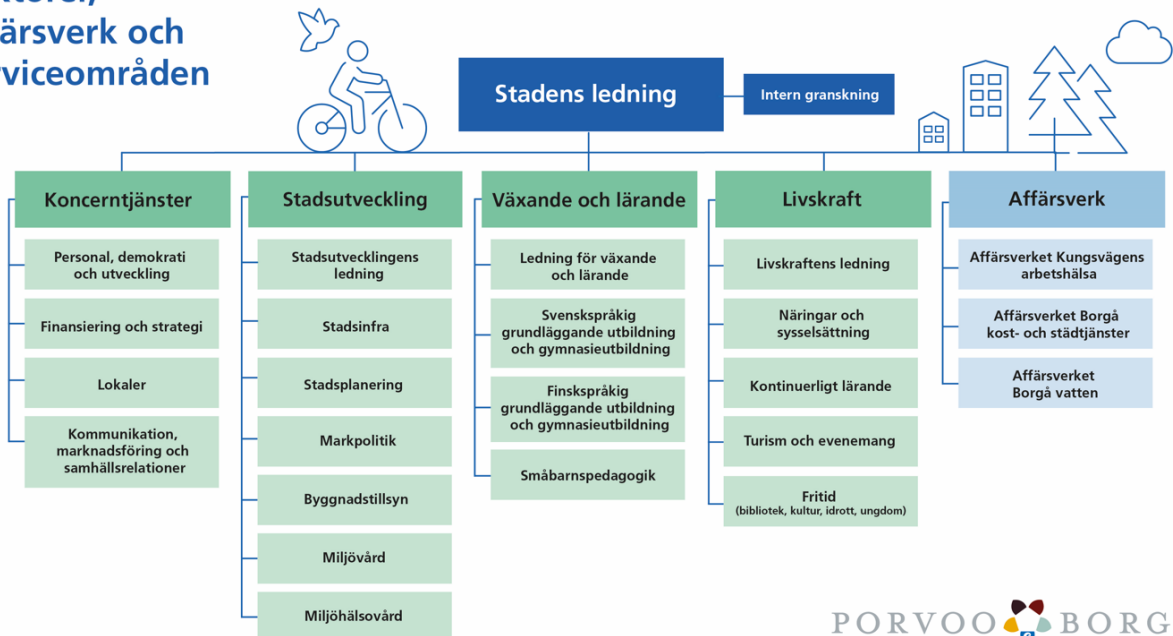 ärsverk och
viceområden
Stadens ledning
Intern granskning
Koncerntjänster
Personal, demokrati
och utveckling
Finansiering och strategi
Lokaler
Kommunikation,
marknadsföring och
samhällsrelationer
Stadsutveckling
Stadsutvecklingens
ledning
Stadsinfra
Stadsplanering
Markpolitik
Byggnadstillsyn
Miljövård
Miljöhälsovård
Växande och lärande
Ledning för växande
och lärande
Svenskspråkig
grundläggande utbildning
och gymnasieutbildning
Finskspråkig
grundläggande utbildning
och gymnasieutbildning
Småbarnspedagogik
Livskraft
Livskraftens ledning
Näringar och
sysselsättning
Kontinuerligt lärande
Turism och evenemang
Fritid
(bibliotek, kultur, idrott, ungdom)
Affärsverk
Affärsverket Kungsvägens
arbetshälsa
Affärsverket Borgå
kost- och städtjänster
Affärsverket
Borgå vatten
PORVOO BORG